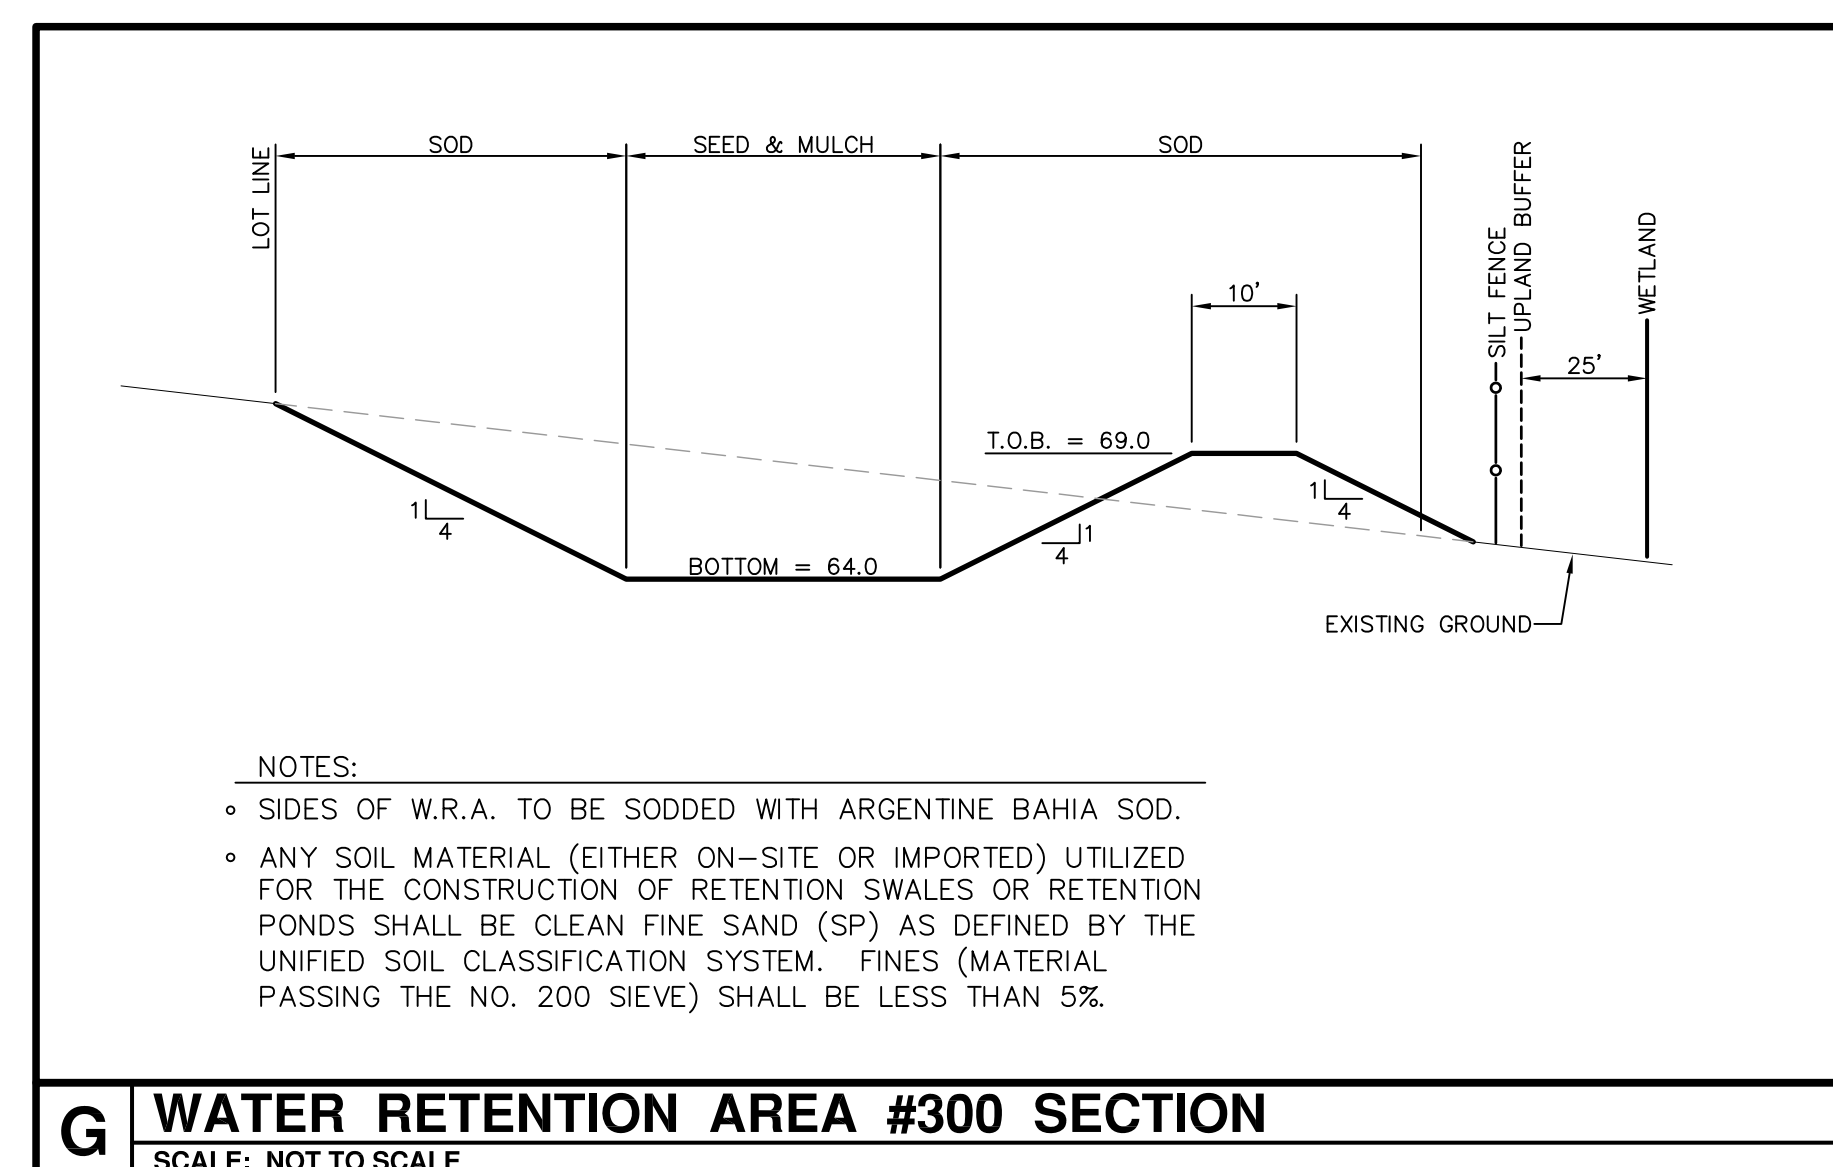 SOD
SEED & MULCH
SOD
LOT LINE
10'
SILT FENCE
UPLAND BUFFER
WETLAND
25'
T.O.B. = 69.0
1
4
1
4
1
4
BOTTOM = 64.0
EXISTING GROUND
NOTES:
SIDES OF W.R.A. TO BE SODDED WITH ARGENTINE BAHIA SOD.
ANY SOIL MATERIAL (EITHER ON-SITE OR IMPORTED) UTILIZED
FOR THE CONSTRUCTION OF RETENTION SWALES OR RETENTION
PONDS SHALL BE CLEAN FINE SAND (SP) AS DEFINED BY THE
UNIFIED SOIL CLASSIFICATION SYSTEM. FINES (MATERIAL
PASSING THE NO. 200 SIEVE) SHALL BE LESS THAN 5%.
G
WATER RETENTION AREA #300 SECTION
SCALE: NOT TO SCALE